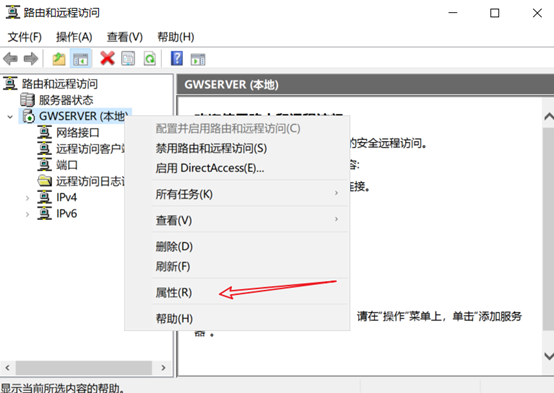 路由和远程访问
文件(F) 操作(A) 查看(V) 帮助(H)
路由和远程访问
服务器状态
GWSERVER (本地)
网络接口
远程访问客户端
端口
远程访问日志
IPv4
IPv6
GWSERVER (本地)
的安全远程访问。
容:
连接。
请在"操作"菜单上，单击"添加服务
器"。
配置并启用路由和远程访问(C)
禁用路由和远程访问(S)
启用 DirectAccess(E)...
所有任务(K)
查看(V)
删除(D)
刷新(F)
属性(R)
帮助(H)
显示当前所选内容的帮助。